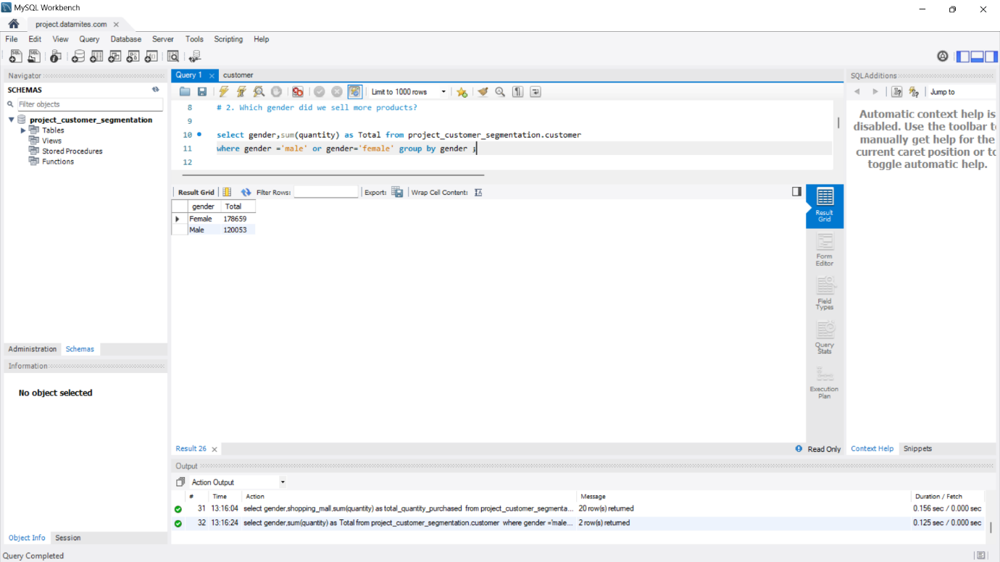 MySQL Workbench
project.datamites.com
File Edit View Query Database Server Tools Scripting Help
Navigator
SCHEMAS
Filter objects
project_customer_segmentation
Tables
Views
Stored Procedures
Functions
Administration Schemas
Information
No object selected
Object Info Session
Query 1 customer
Limit to 1000 rows
8 # 2. Which gender did we sell more products?
9
10 select gender,sum(quantity) as Total from project_customer_segmentation.customer
11 where gender ='male' or gender='female' group by gender ;
12
Result Grid Filter Rows: Export: Wrap Cell Content:
gender Total
Female 178659
Male 120053
Result Grid
Form Editor
Field Types
Query Stats
Execution Plan
Result 26 Read Only
SQLAdditions
Jump to
Automatic context help is
disabled. Use the toolbar t
manually get help for the
current caret position or to
toggle automatic help.
Context Help Snippets
Output
Action Output
# Time Action Message Duration / Fetch
31 13:16:04 select gender,shopping_mall,sum(quantity) as total_quantity_purchased from project_customer_segmenta... 20 row(s) returned 0.156 sec / 0.000 sec
32 13:16:24 select gender,sum(quantity) as Total from project_customer_segmentation.customer where gender ='male... 2 row(s) returned 0.125 sec / 0.000 sec
Query Completed